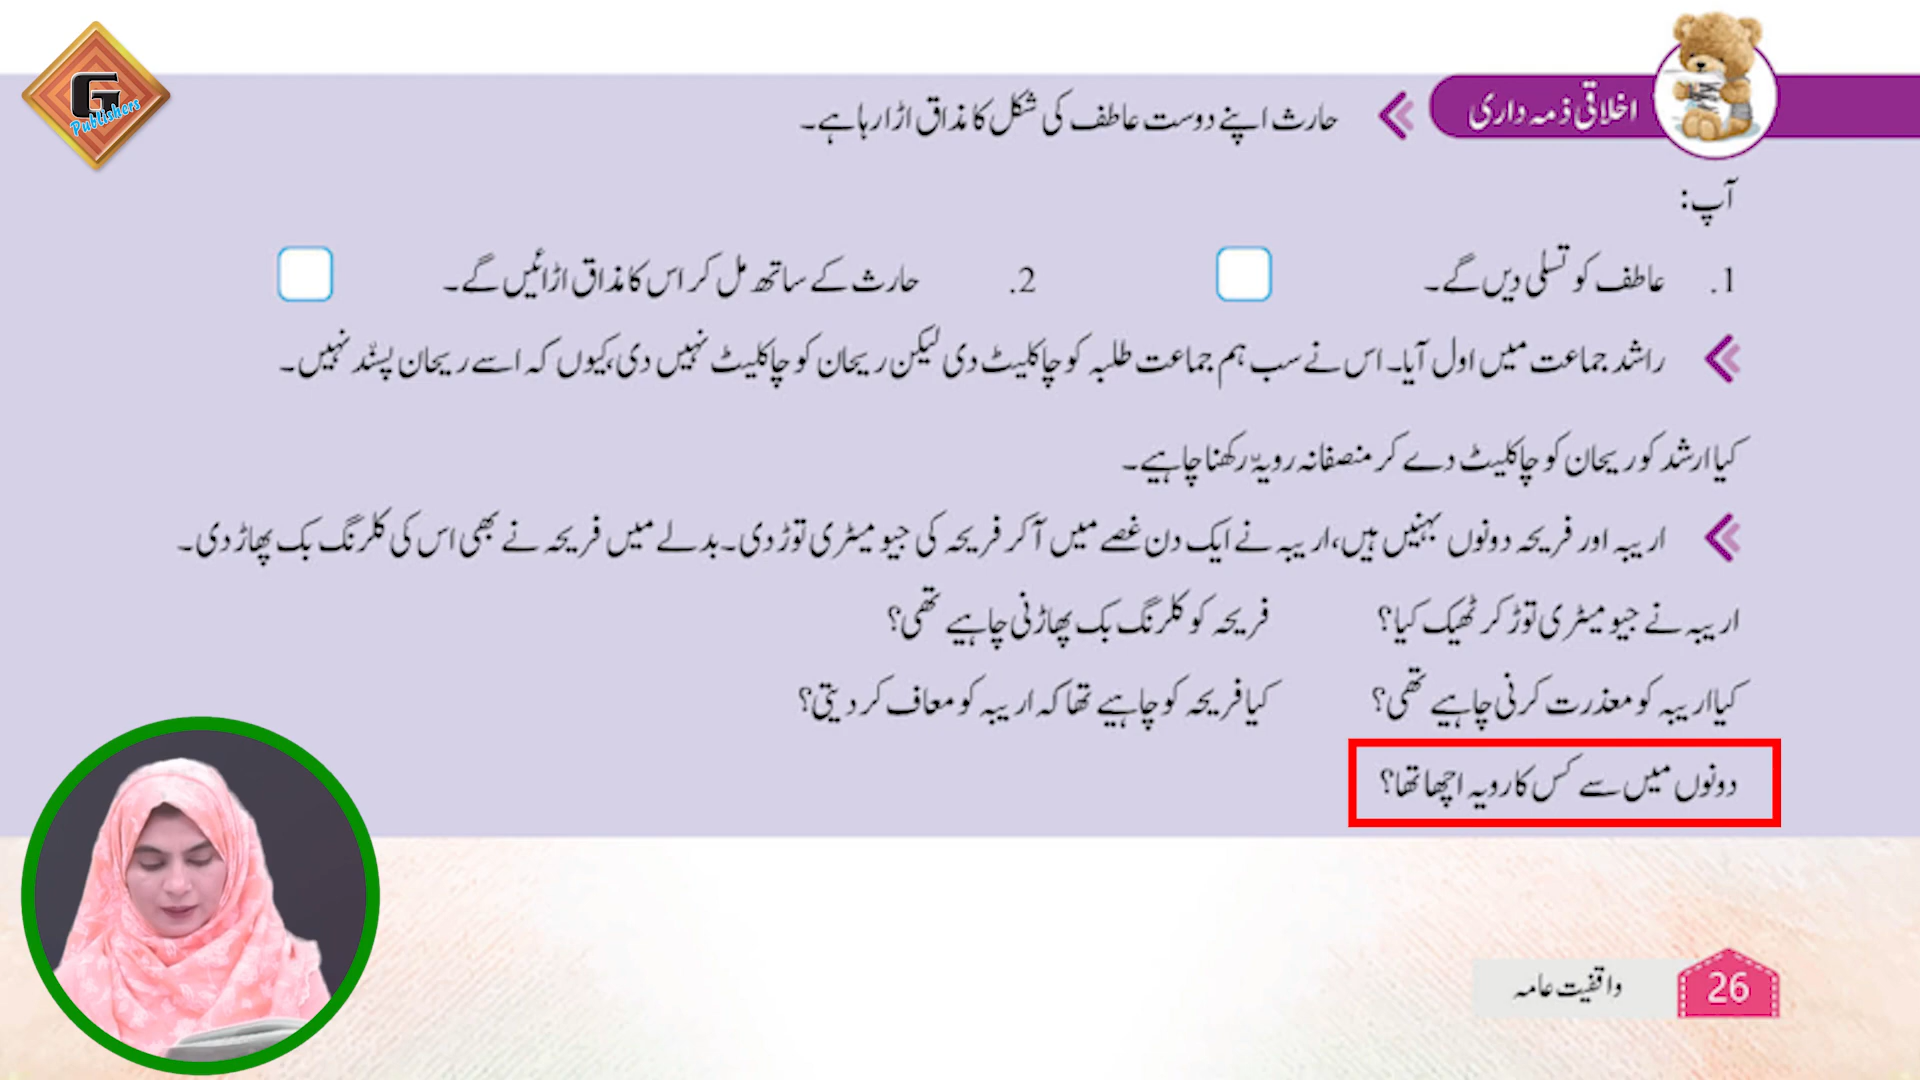 G
Publishers
اخلاقی ذمہ داری
حارث اپنے دوست عاطف کی شکل کا مذاق اڑا رہا ہے۔
آپ:
1. عاطف کو تسلی دیں گے۔
2. حارث کے ساتھ مل کر اس کا مذاق اڑائیں گے۔
راشد جماعت میں اول آیا۔ اس نے سب ہم جماعت طلبہ کو چاکلیٹ دی لیکن ریحان کو چاکلیٹ نہیں دی، کیوں کہ اسے ریحان پسند نہیں۔
کیا ارشد کو ریحان کو چاکلیٹ دے کر منصفانہ رویہّ رکھنا چاہیے۔
اریبہ اور فریحہ دونوں بہنیں ہیں، اریبہ نے ایک دن غصے میں آ کر فریحہ کی جیومیٹری توڑ دی۔ بدلے میں فریحہ نے بھی اس کی کلرنگ بک پھاڑ دی۔
اریبہ نے جیومیٹری توڑ کر ٹھیک کیا؟
فریحہ کو کلرنگ بک پھاڑنی چاہیے تھی؟
کیا اریبہ کو معذرت کرنی چاہیے تھی؟
کیا فریحہ کو چاہیے تھا کہ اریبہ کو معاف کر دیتی؟
دونوں میں سے کس کا رویہ اچھا تھا؟
26
واقفیت عامہ